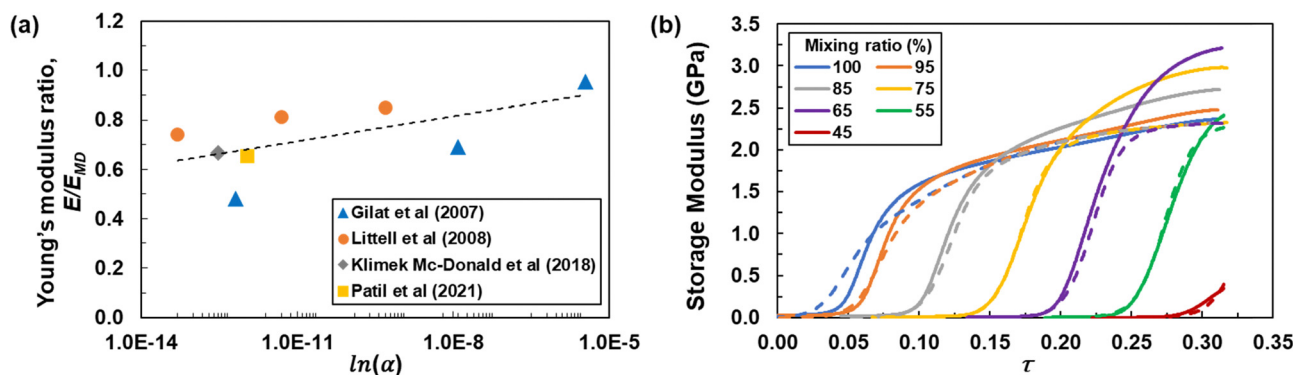 (a)
Young's modulus ratio,
E/E_MD
1.2
1.0
0.8
0.6
0.4
0.2
0.0
1.0E-14
1.0E-11
1.0E-8
1.0E-5
ln(α)
Gilat et al (2007)
Littell et al (2008)
Klimek Mc-Donald et al (2018)
Patil et al (2021)
(b)
Storage Modulus (GPa)
3.5
3.0
2.5
2.0
1.5
1.0
0.5
0.0
0.00
0.05
0.10
0.15
0.20
0.25
0.30
0.35
τ
Mixing ratio (%)
100 95
85 75
65 55
45